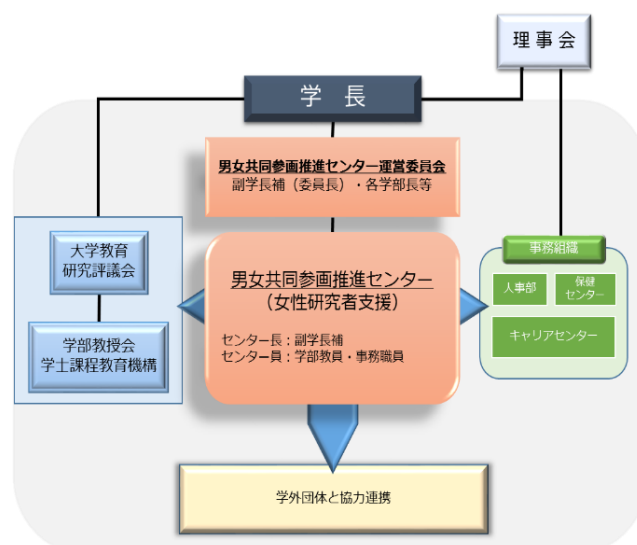 理事会
学長
男女共同参画推進センター運営委員会
副学長補（委員長）・各学部長等
大学教育
研究評議会
学部教授会
学士課程教育機構
男女共同参画推進センター
（女性研究者支援）
センター長：副学長補
センター員：学部教員・事務職員
事務組織
人事部
保健
センター
キャリアセンター
学外団体と協力連携